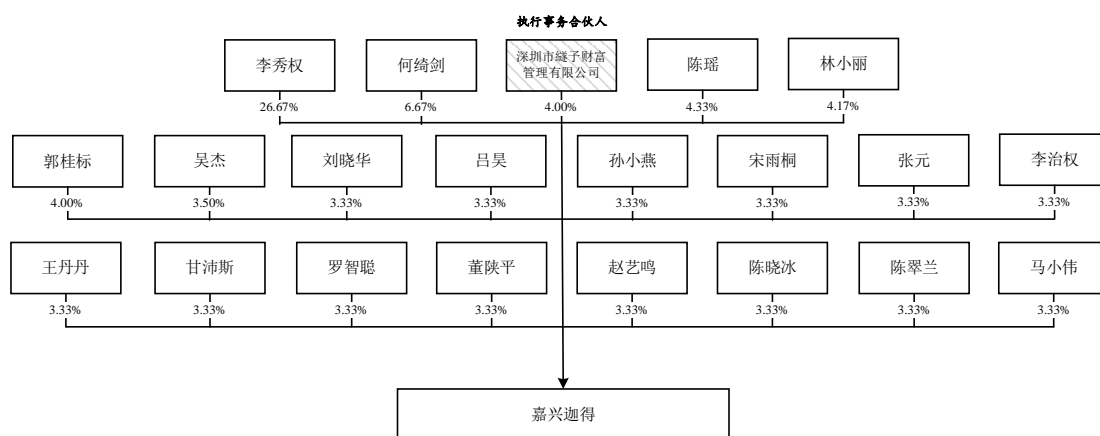 执行事务合伙人
李秀权
何绮剑
深圳市燧子财富
管理有限公司
陈瑶
林小丽
26.67%
6.67%
4.00%
4.33%
4.17%
郭桂标
吴杰
刘晓华
吕昊
孙小燕
宋雨桐
张元
李治权
4.00%
3.50%
3.33%
3.33%
3.33%
3.33%
3.33%
3.33%
王丹丹
甘沛斯
罗智聪
董陕平
赵艺鸣
陈晓冰
陈翠兰
马小伟
3.33%
3.33%
3.33%
3.33%
3.33%
3.33%
3.33%
3.33%
嘉兴迦得